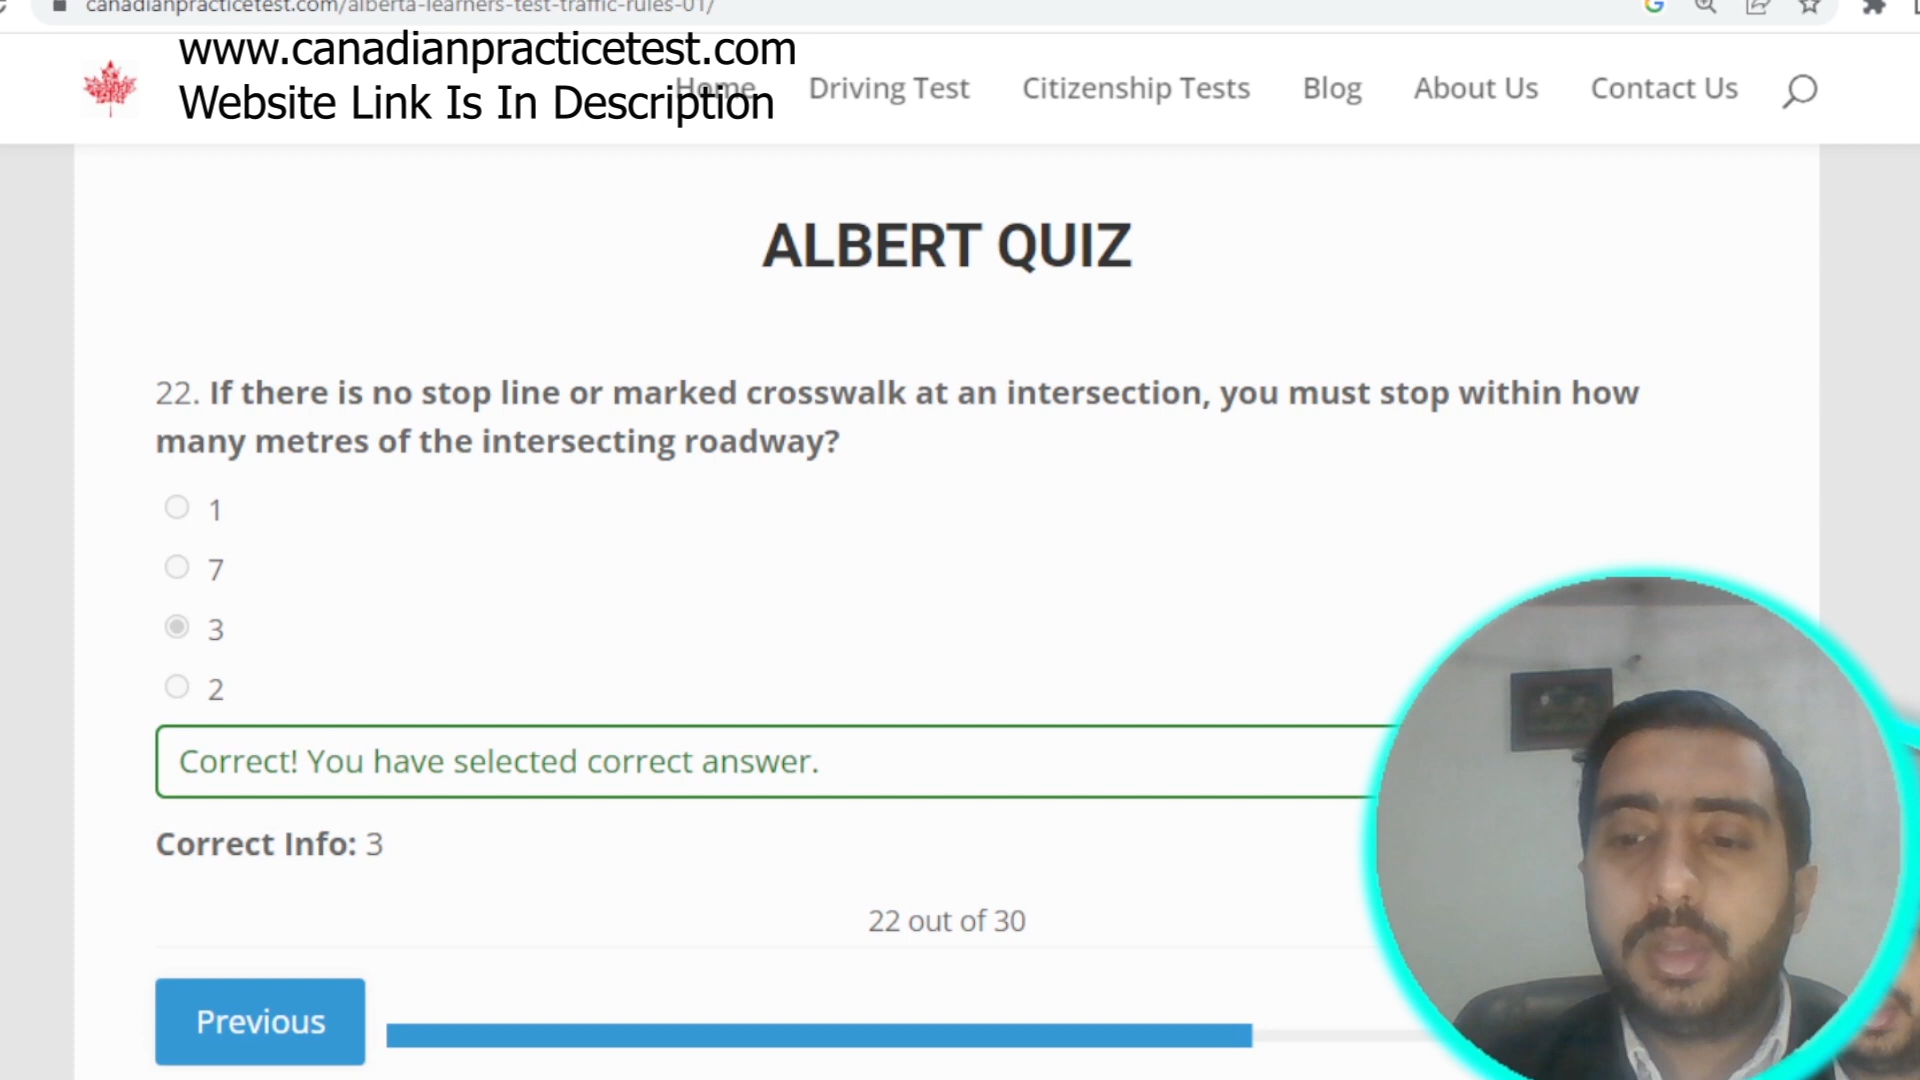 canadianpracticetest.com/alberta-learners-test-traffic-rules-01/
www.canadianpracticetest.com
Website Link Is In Description
Home Driving Test Citizenship Tests Blog About Us Contact Us
ALBERT QUIZ
22. If there is no stop line or marked crosswalk at an intersection, you must stop within how
many metres of the intersecting roadway?
1
7
3
2
Correct! You have selected correct answer.
Correct Info: 3
22 out of 30
Previous